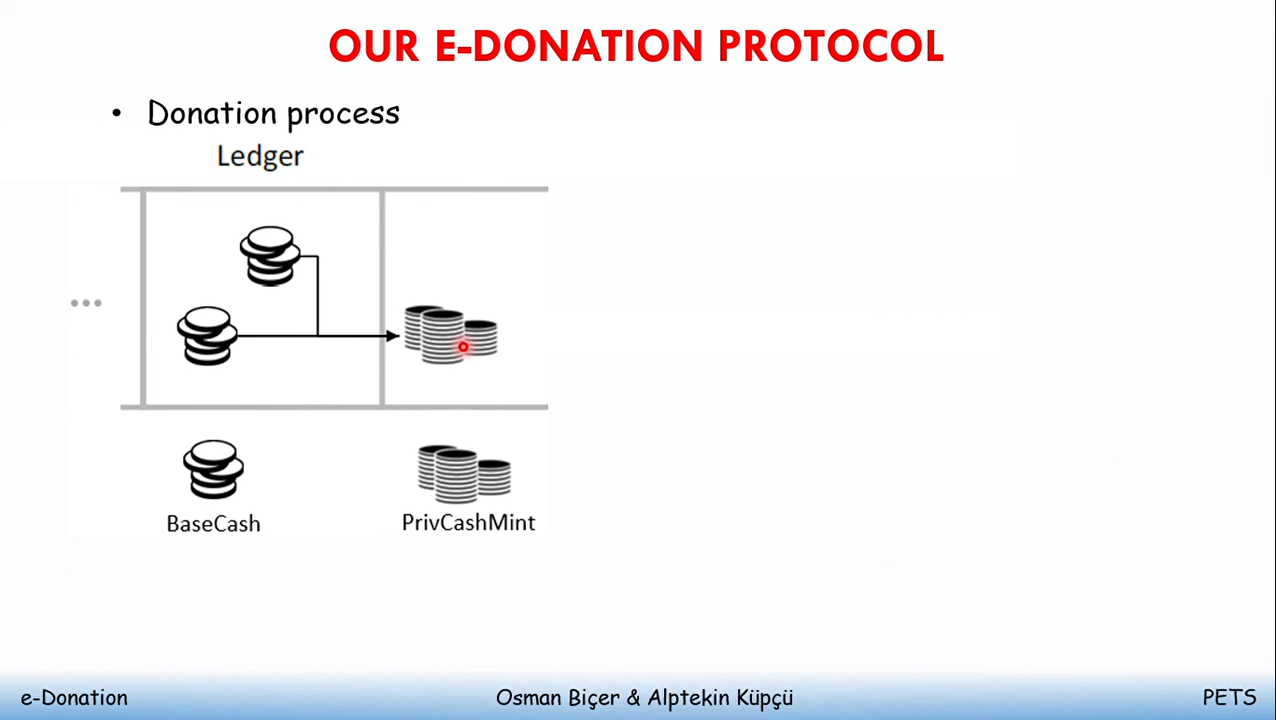 OUR E-DONATION PROTOCOL
• Donation process
Ledger
BaseCash
PrivCashMint
e-Donation
Osman Biçer & Alptekin Küpçü
PETS